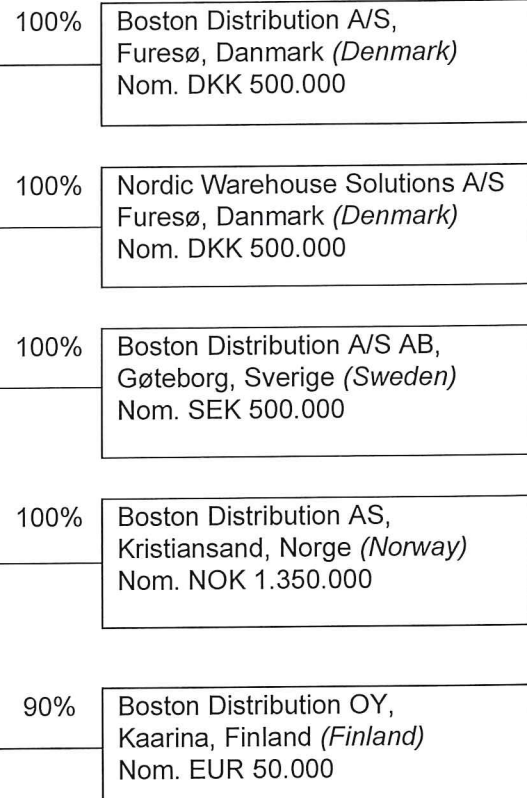 100% Boston Distribution A/S,
Furesø, Danmark (Denmark)
Nom. DKK 500.000
100% Nordic Warehouse Solutions A/S
Furesø, Danmark (Denmark)
Nom. DKK 500.000
100% Boston Distribution A/S AB,
Gøteborg, Sverige (Sweden)
Nom. SEK 500.000
100% Boston Distribution AS,
Kristiansand, Norge (Norway)
Nom. NOK 1.350.000
90% Boston Distribution OY,
Kaarina, Finland (Finland)
Nom. EUR 50.000